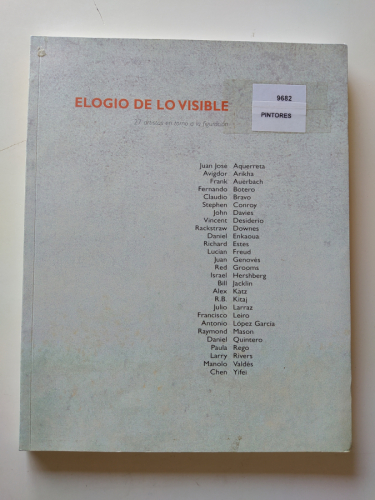 ELOGIO DE LO VISIBLE
9682
PINTORES
artistas en torno a la figuración
Juan José Aquerreta
Avigdor Arikha
Frank Auerbach
Fernando Botero
Claudio Bravo
Stephen Conroy
John Davies
Vincent Desiderio
Rackstraw Downes
Daniel Enkaoua
Richard Estes
Lucian Freud
Juan Genovés
Red Grooms
Israel Hershberg
Bill Jacklin
Alex Katz
R.B. Kitaj
Julio Larraz
Francisco Leiro
Antonio López García
Raymond Mason
Daniel Quintero
Paula Rego
Larry Rivers
Manolo Valdés
Chen Yifei